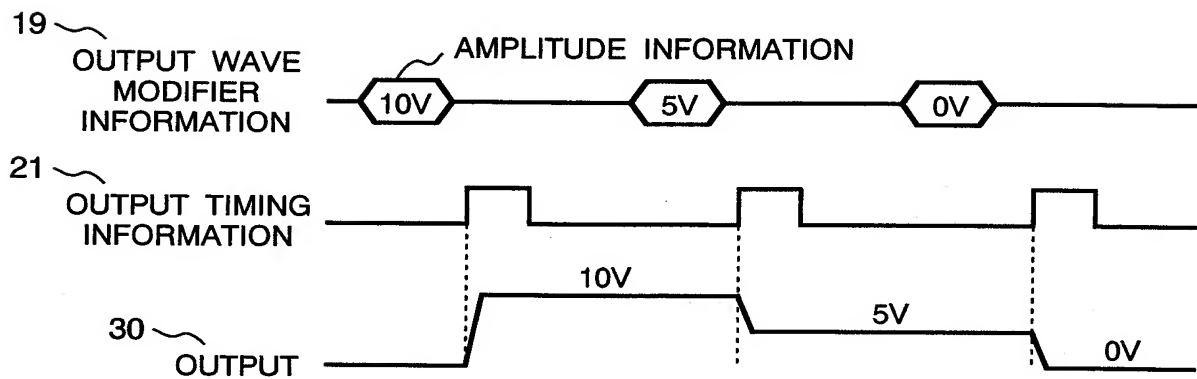 19
OUTPUT WAVE
MODIFIER
INFORMATION
AMPLITUDE INFORMATION
10V
5V
0V
21
OUTPUT TIMING
INFORMATION
10V
5V
0V
30
OUTPUT